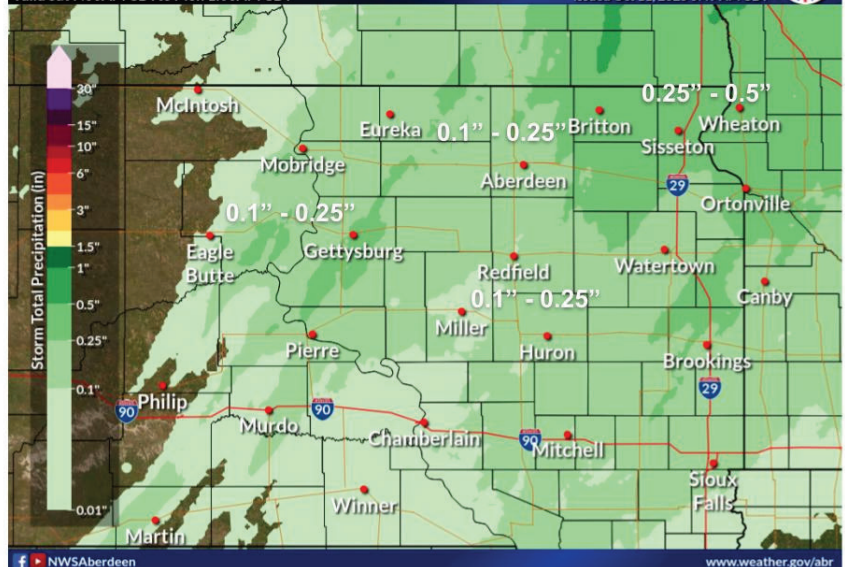 30"
15"
10"
6"
3"
1.5"
1"
0.5"
0.25"
0.1"
0.01"
Storm Total Precipitation (in)
McIntosh
Eureka
0.1” - 0.25”
Britton
0.25” - 0.5”
Wheaton
Sisseton
Mobridge
Aberdeen
29
Ortonville
0.1” - 0.25”
Eagle
Butte
Gettysburg
Redfield
Watertown
0.1” - 0.25”
Canby
Miller
Pierre
Huron
Brookings
29
90
Philip
90
Murdo
Chamberlain
90
Mitchell
Sioux
Falls
Winner
Martin
NWSAberdeen
www.weather.gov/abr